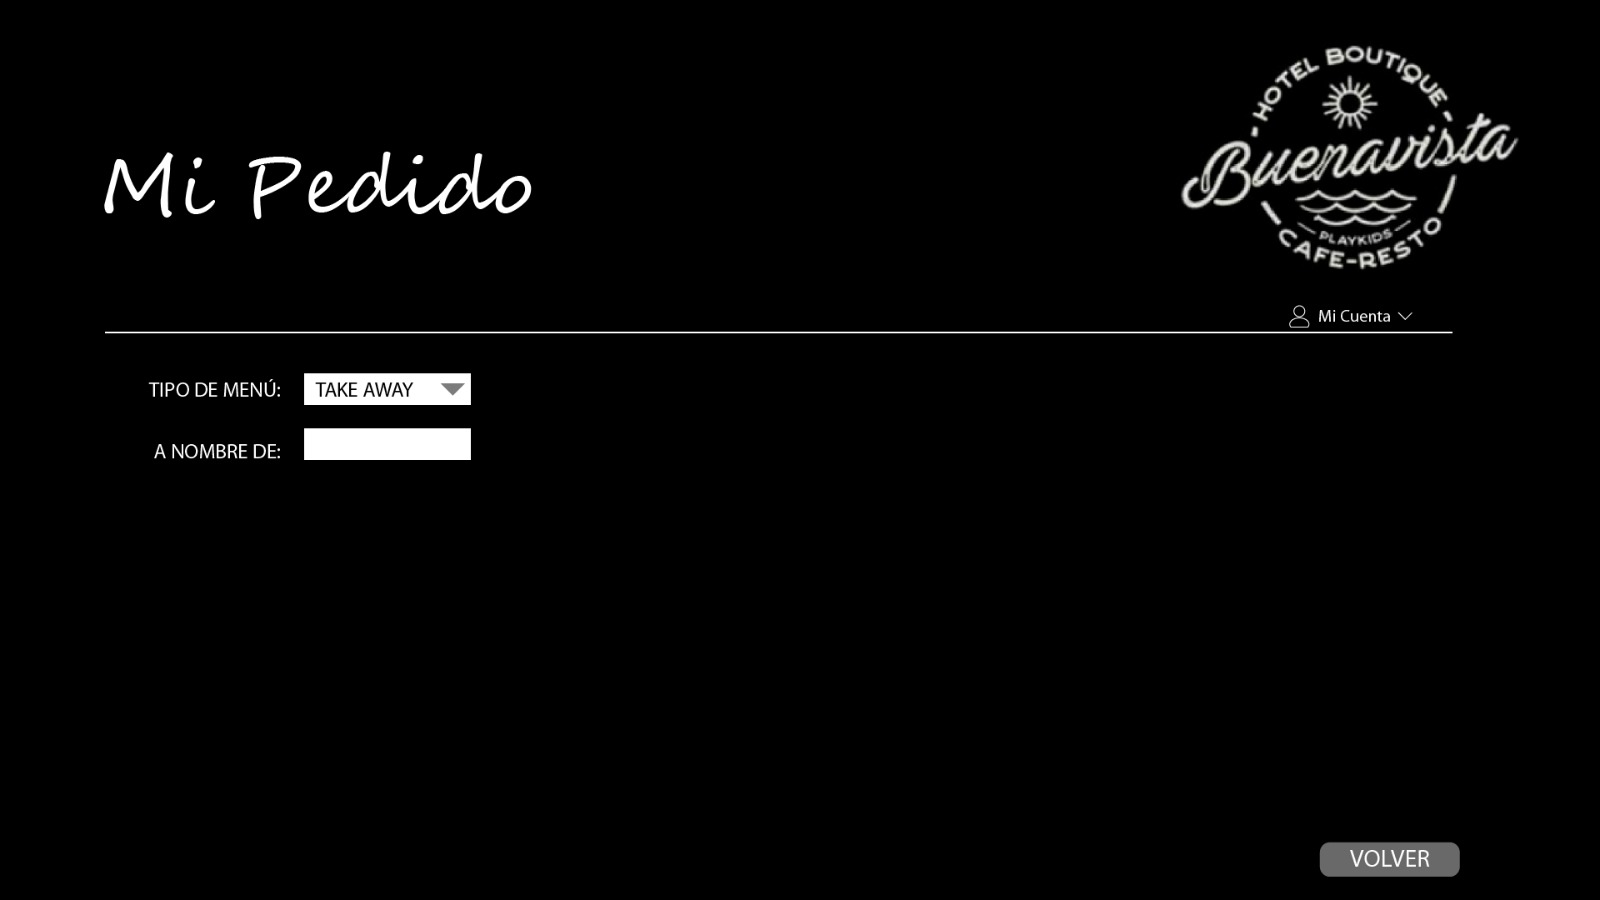 HOTEL BOUTIQUE
Buenavista
PLAYKIDS
CAFE-RESTO
Mi Pedido
Mi Cuenta
TIPO DE MENÚ: TAKE AWAY
A NOMBRE DE:
VOLVER